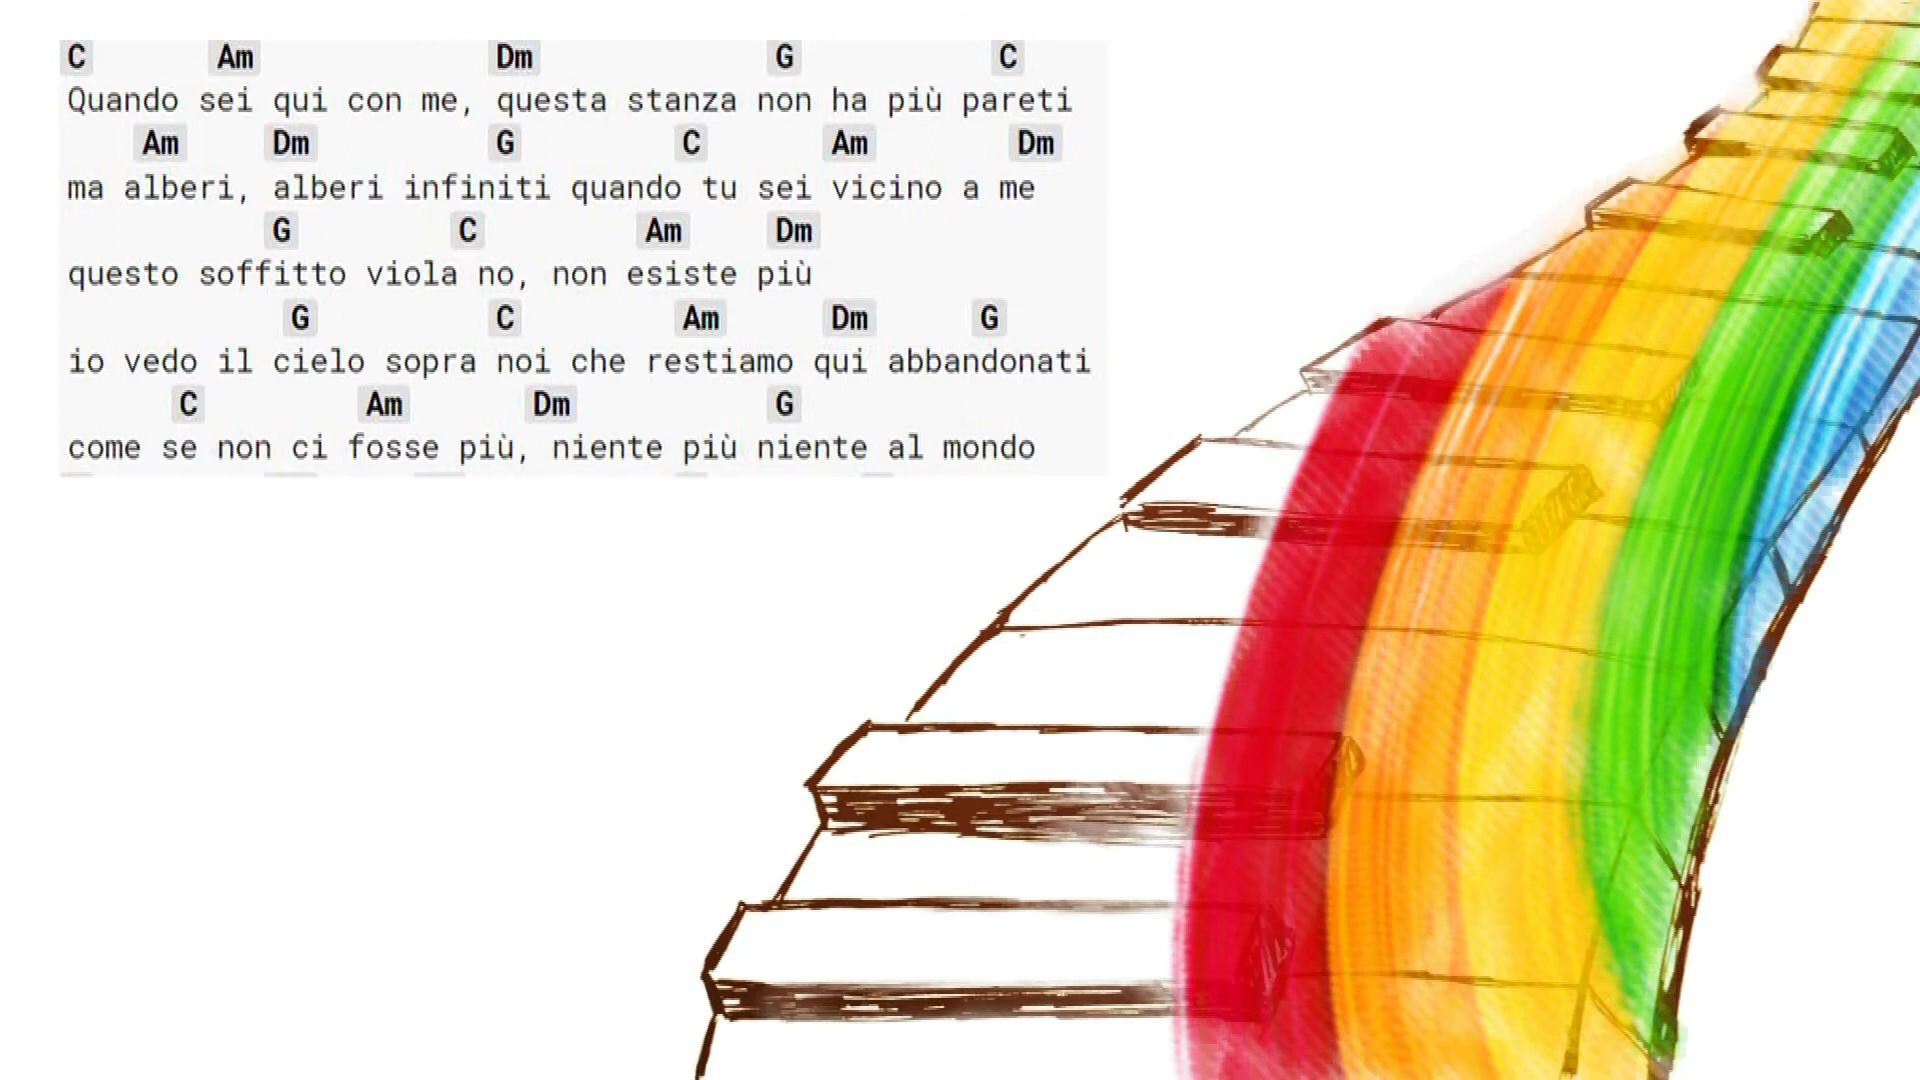 C Am Dm G C
Quando sei qui con me, questa stanza non ha più pareti
Am Dm G C Am Dm
ma alberi, alberi infiniti quando tu sei vicino a me
G C Am Dm
questo soffitto viola no, non esiste più
G C Am Dm G
io vedo il cielo sopra noi che restiamo qui abbandonati
C Am Dm G
come se non ci fosse più, niente più niente al mondo